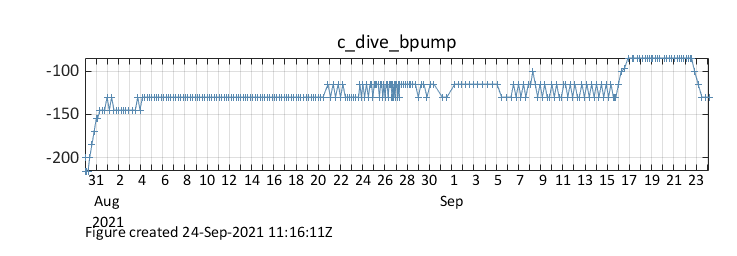 c_dive_bpump
-100
-150
-200
31 2 4 6 8 10 12 14 16 18 20 22 24 26 28 30 1 3 5 7 9 11 13 15 17 19 21 23
Aug Sep
2021
Figure created 24-Sep-2021 11:16:11Z